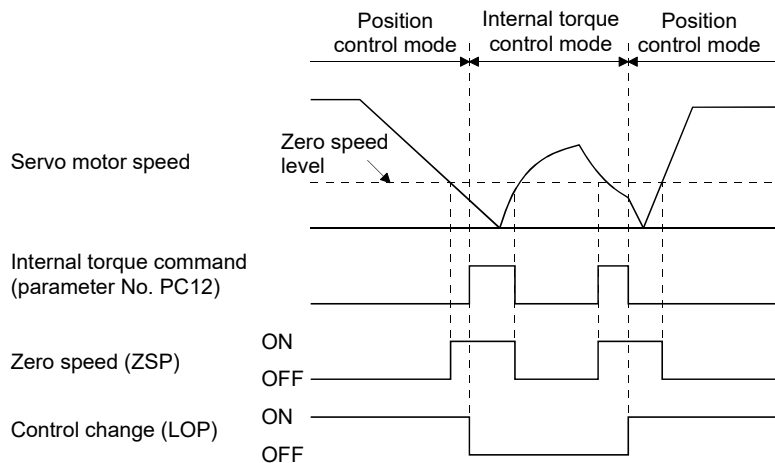 Position
control mode
Internal torque
control mode
Position
control mode
Servo motor speed
Zero speed
level
Internal torque command
(parameter No. PC12)
Zero speed (ZSP)
ON
OFF
Control change (LOP)
ON
OFF